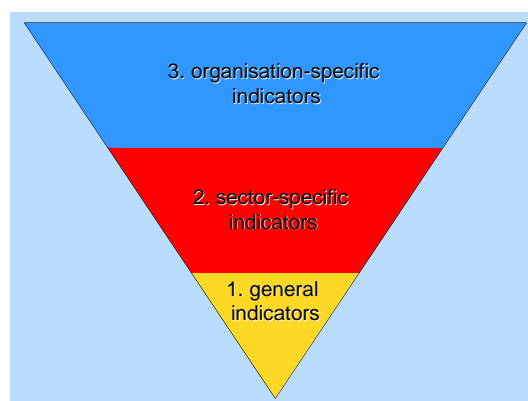 3. organisation-specific
indicators
2. sector-specific
indicators
1. general
indicators